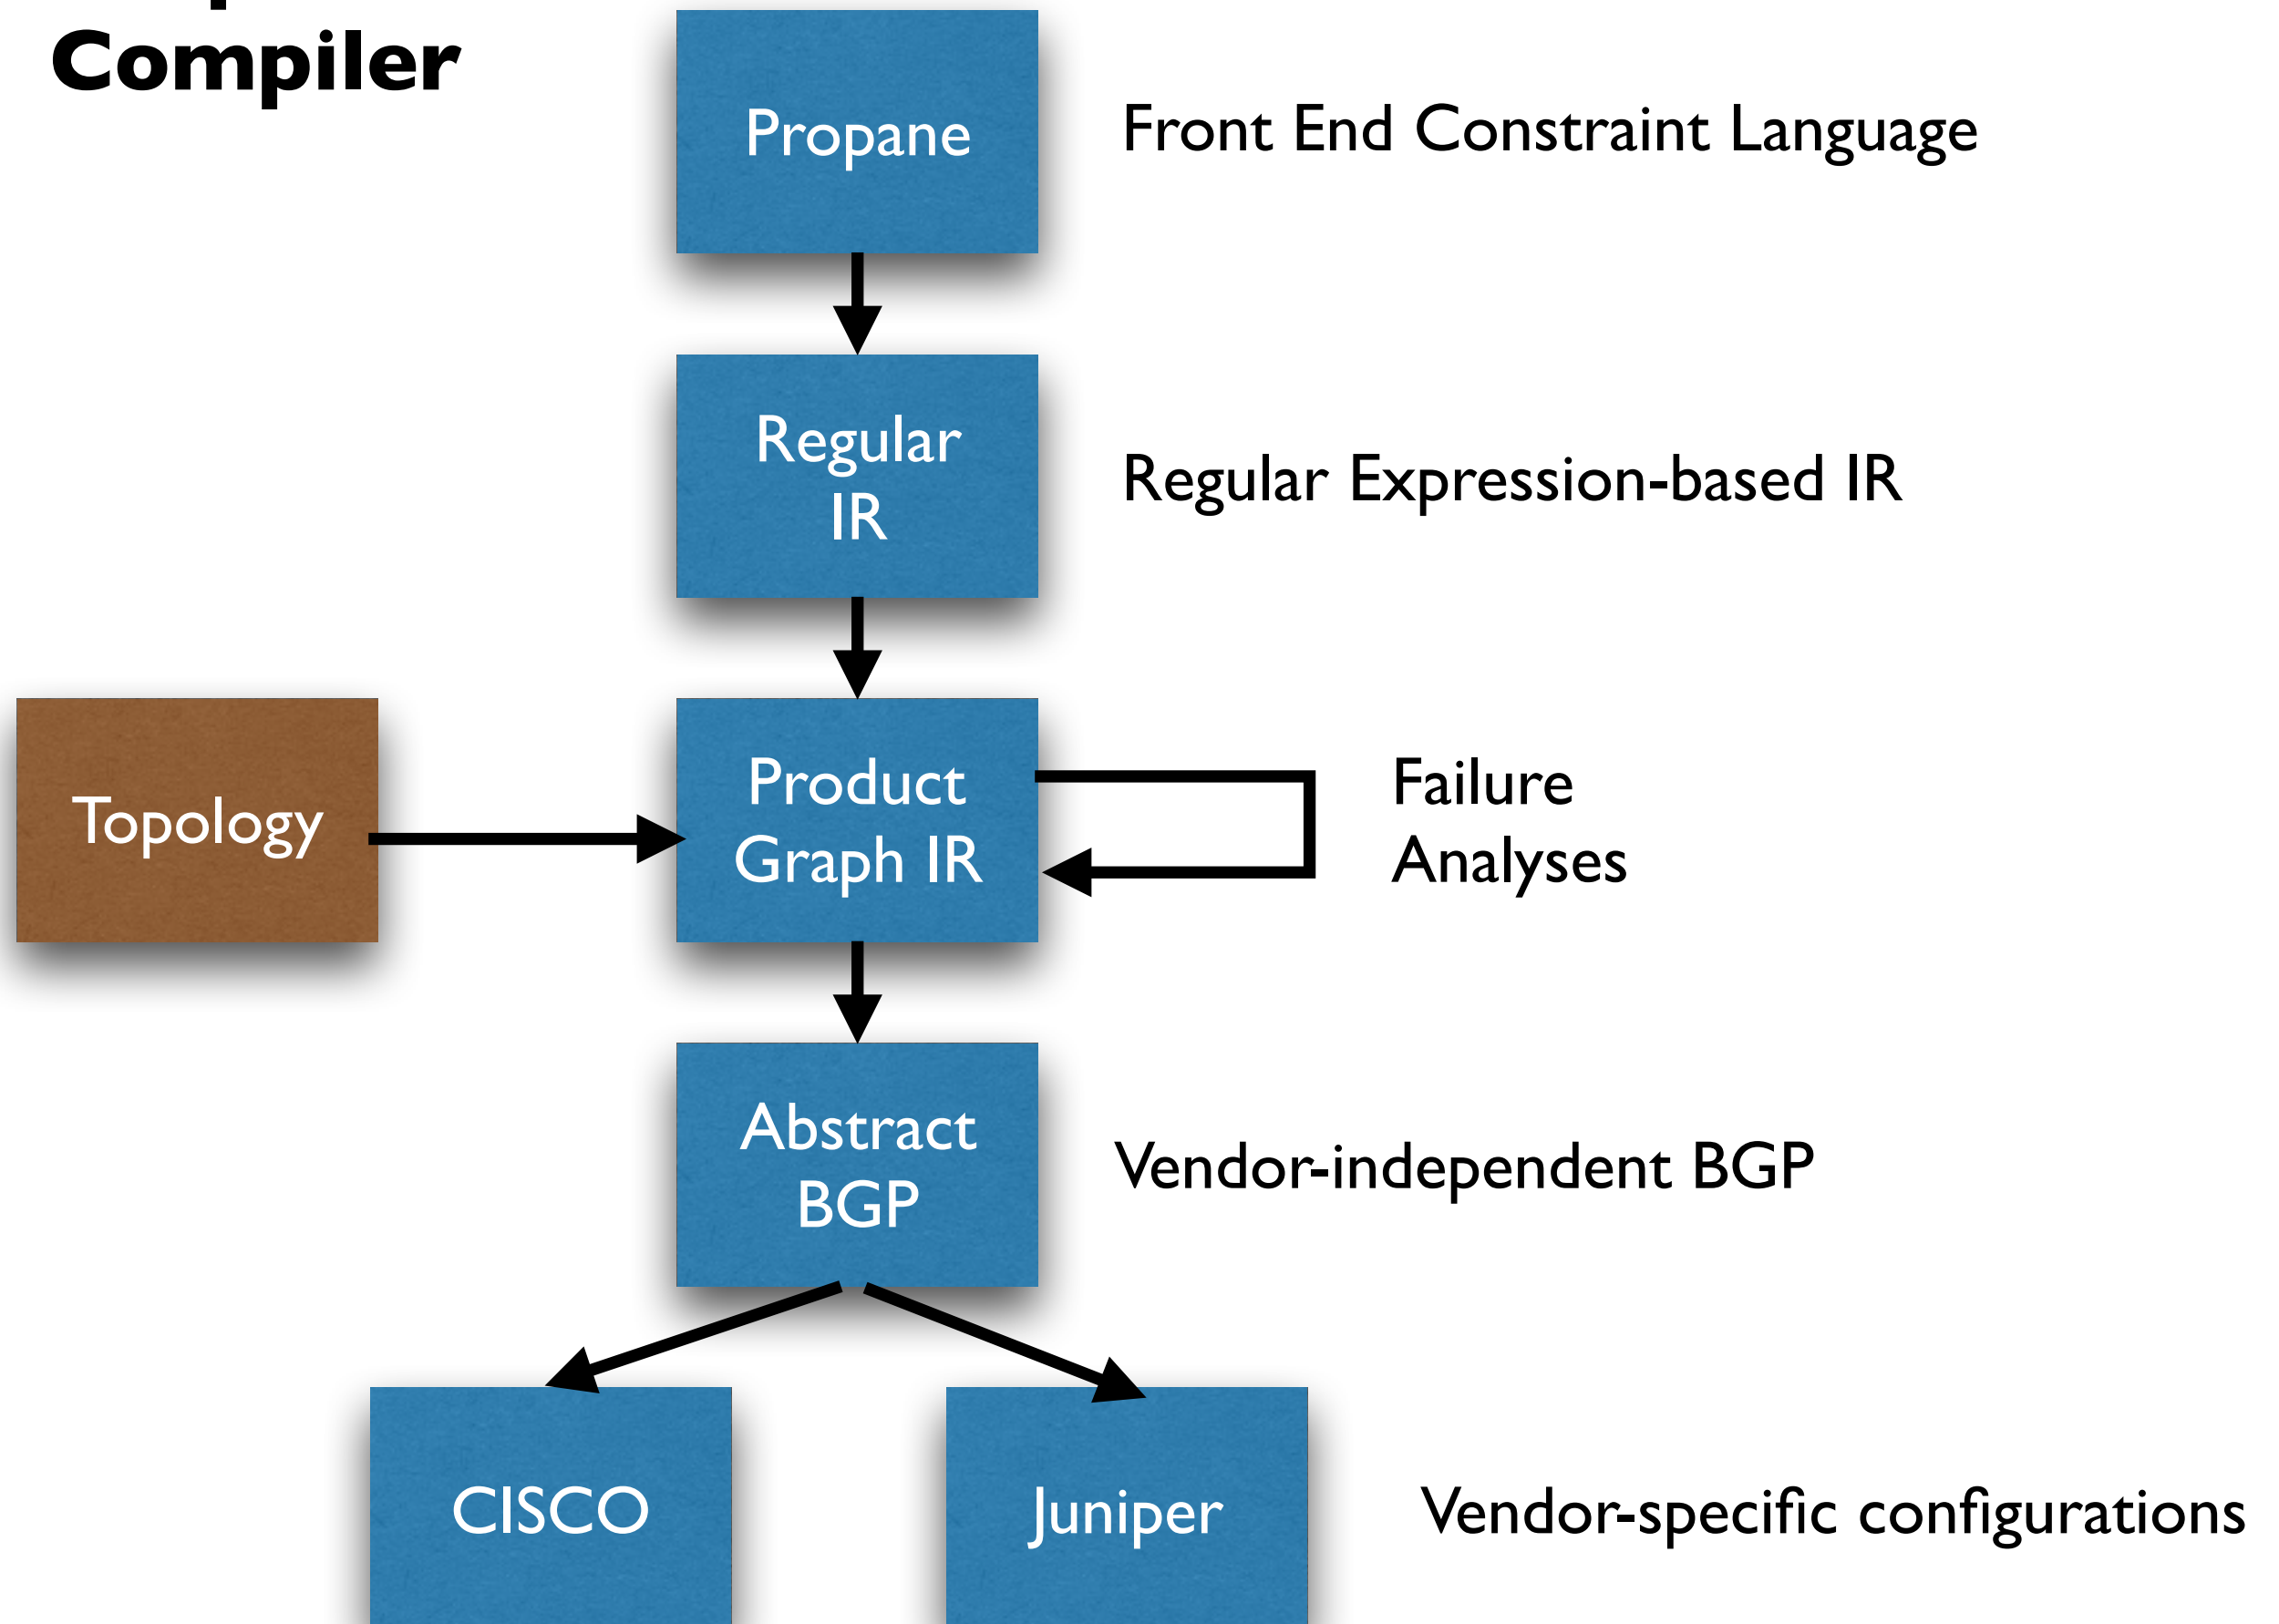 Compiler
Propane
Front End Constraint Language
Regular
IR
Regular Expression-based IR
Topology
Product
Graph IR
Failure
Analyses
Abstract
BGP
Vendor-independent BGP
CISCO
Juniper
Vendor-specific configurations